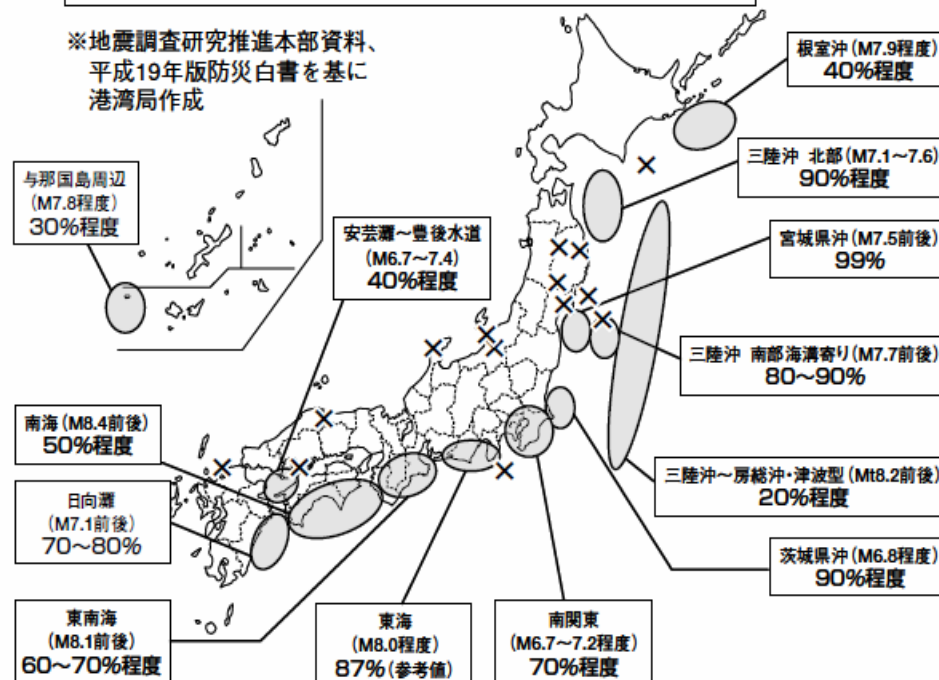 ※地震調査研究推進本部資料、
平成19年版防災白書を基に
港湾局作成
根室沖(M7.9程度)
40%程度
三陸沖 北部(M7.1～7.6)
90%程度
与那国島周辺
(M7.8程度)
30%程度
安芸灘～豊後水道
(M6.7～7.4)
40%程度
宮城県沖(M7.5前後)
99%
三陸沖 南部海溝寄り(M7.7前後)
80～90%
南海(M8.4前後)
50%程度
三陸沖～房総沖・津波型(Mt8.2前後)
20%程度
日向灘
(M7.1前後)
70～80%
茨城県沖(M6.8程度)
90%程度
東南海
(M8.1前後)
60～70%程度
東海
(M8.0程度)
87%(参考値)
南関東
(M6.7～7.2程度)
70%程度